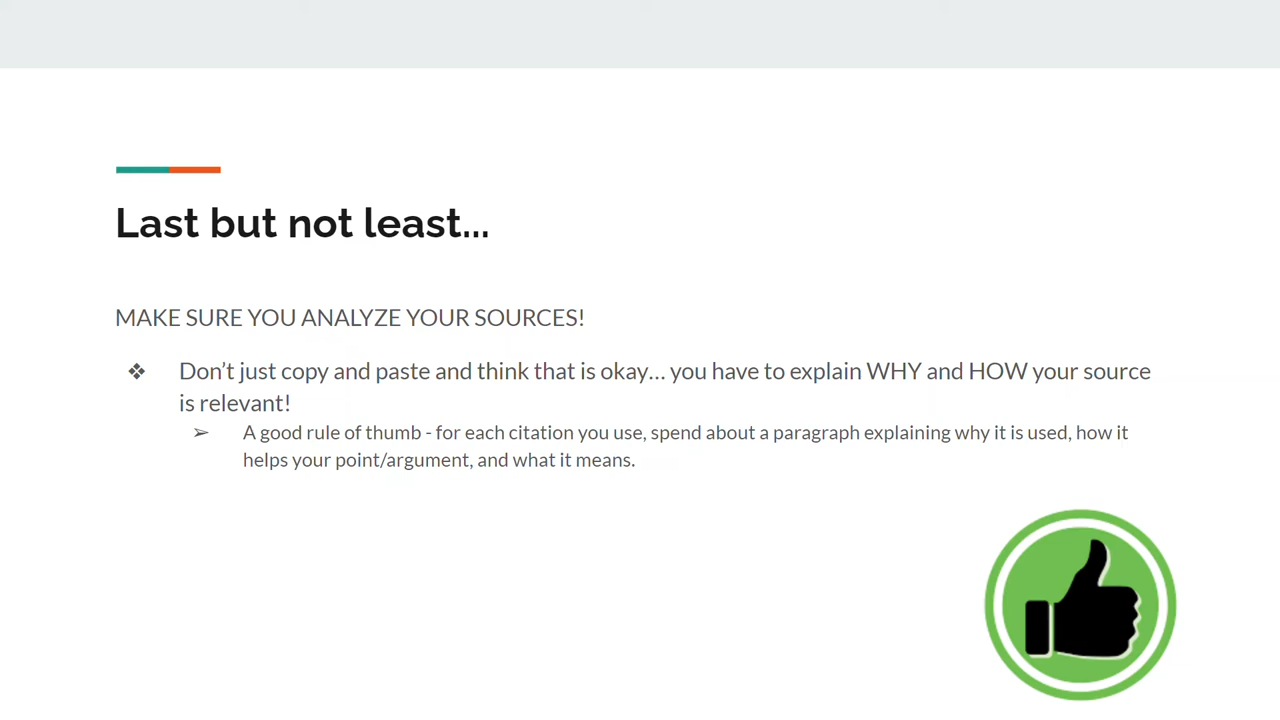 Last but not least...
MAKE SURE YOU ANALYZE YOUR SOURCES!
❖ Don’t just copy and paste and think that is okay... you have to explain WHY and HOW your source
is relevant!
➢ A good rule of thumb - for each citation you use, spend about a paragraph explaining why it is used, how it
helps your point/argument, and what it means.